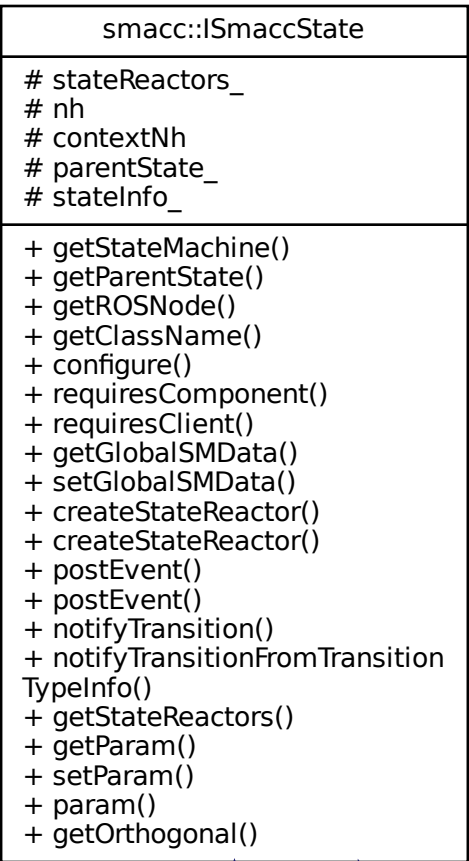 smacc::ISmaccState
# stateReactors_
# nh
# contextNh
# parentState_
# stateInfo_
+ getStateMachine()
+ getParentState()
+ getROSNode()
+ getClassName()
+ configure()
+ requiresComponent()
+ requiresClient()
+ getGlobalSMData()
+ setGlobalSMData()
+ createStateReactor()
+ createStateReactor()
+ postEvent()
+ postEvent()
+ notifyTransition()
+ notifyTransitionFromTransition
TypeInfo()
+ getStateReactors()
+ getParam()
+ setParam()
+ param()
+ getOrthogonal()